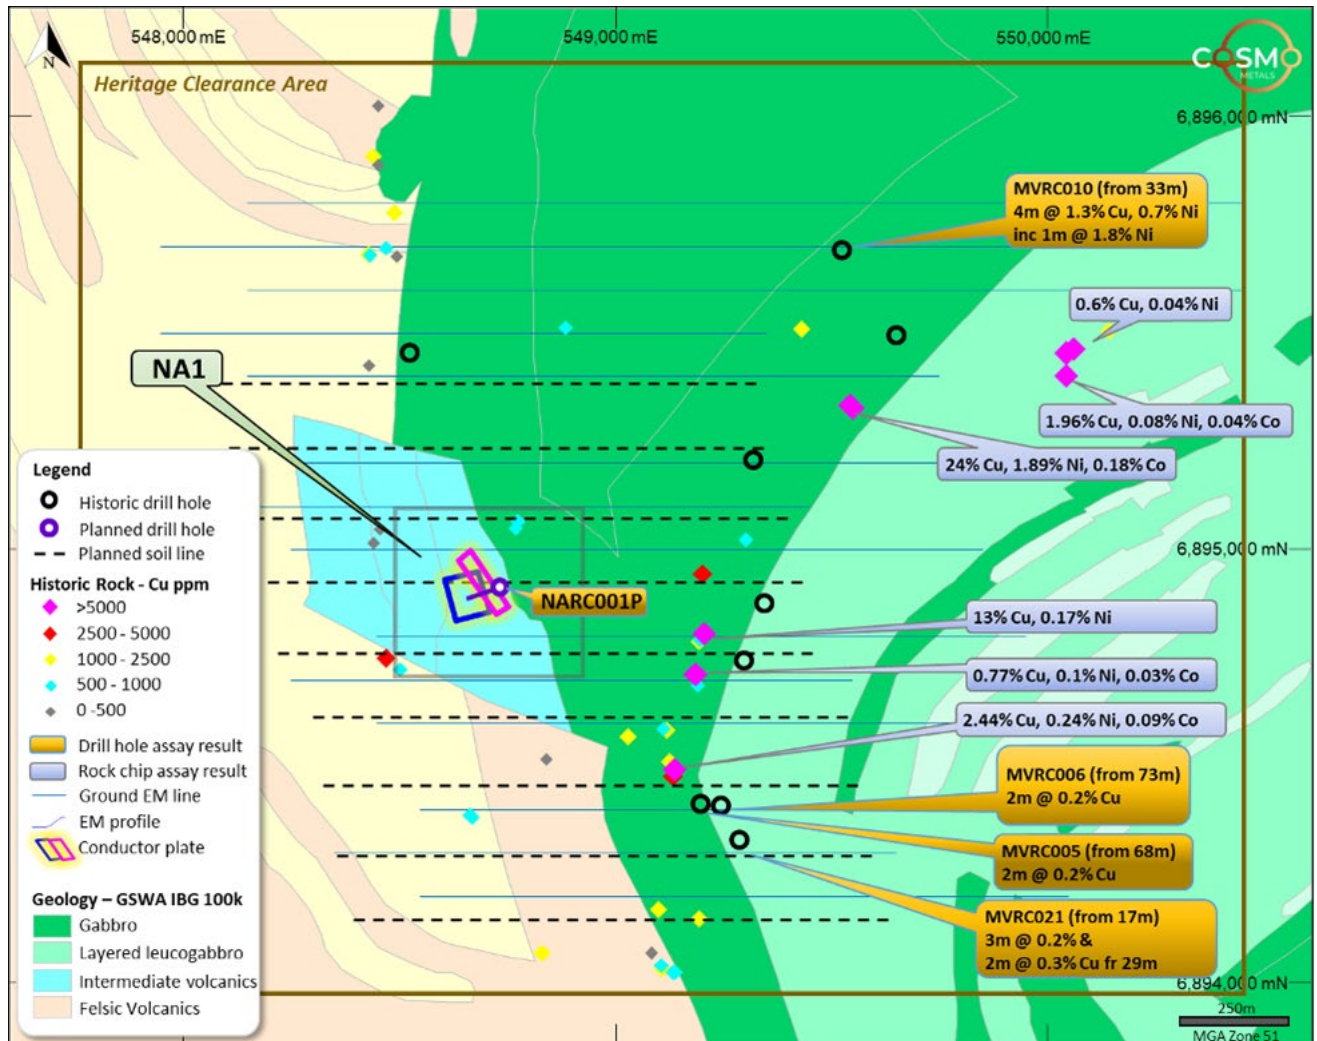 548,000 mE
549,000 mE
550,000 mE
COSMO
METALS
N
Heritage Clearance Area
6,896,000 mN
MVRC010 (from 33m)
4m @ 1.3% Cu, 0.7% Ni
inc 1m @ 1.8% Ni
0.6% Cu, 0.04% Ni
NA1
1.96% Cu, 0.08% Ni, 0.04% Co
24% Cu, 1.89% Ni, 0.18% Co
6,895,000 mN
NARC001P
13% Cu, 0.17% Ni
0.77% Cu, 0.1% Ni, 0.03% Co
2.44% Cu, 0.24% Ni, 0.09% Co
MVRC006 (from 73m)
2m @ 0.2% Cu
MVRC005 (from 68m)
2m @ 0.2% Cu
MVRC021 (from 17m)
3m @ 0.2% &
2m @ 0.3% Cu fr 29m
6,894,000 mN
250m
MGA Zone 51
Legend
Historic drill hole
Planned drill hole
Planned soil line
Historic Rock - Cu ppm
>5000
2500 - 5000
1000 - 2500
500 - 1000
0 -500
Drill hole assay result
Rock chip assay result
Ground EM line
EM profile
Conductor plate
Geology – GSWA IBG 100k
Gabbro
Layered leucogabbro
Intermediate volcanics
Felsic Volcanics